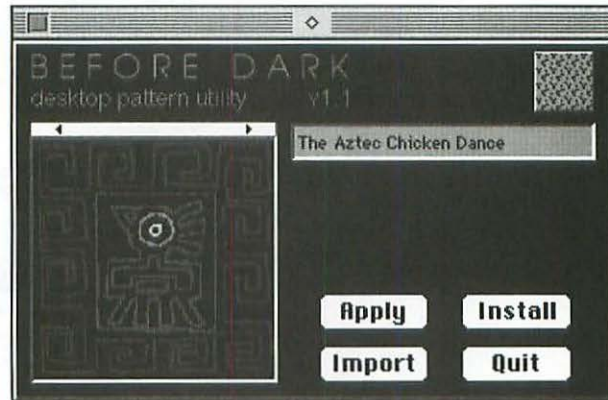 BEFORE DARK
desktop pattern utility v1.1
The Aztec Chicken Dance
Apply Install
Import Quit